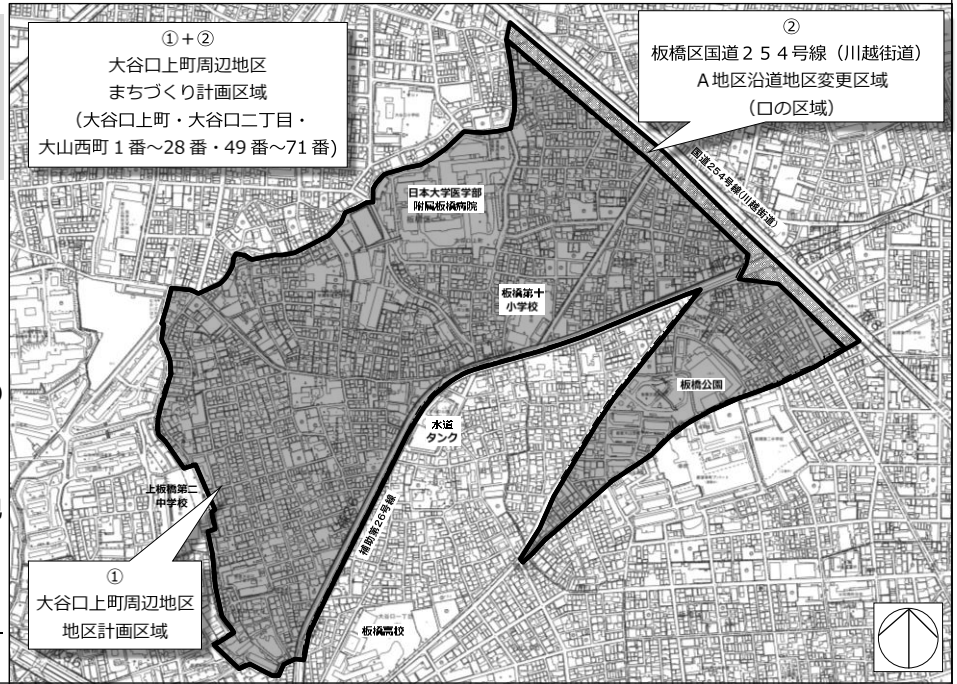 ①+②
大谷口上町周辺地区
まちづくり計画区域
(大谷口上町・大谷口二丁目・
大山西町1番～28番・49番～71番)
②
板橋区国道254号線(川越街道)
A地区沿道地区変更区域
(ロの区域)
国道254号線(川越街道)
日本大学医学部
附属板橋病院
板橋第十
小学校
板橋公園
水道
タンク
上板橋第二
中学校
補助第26号線
①
大谷口上町周辺地区
地区計画区域
板橋高校